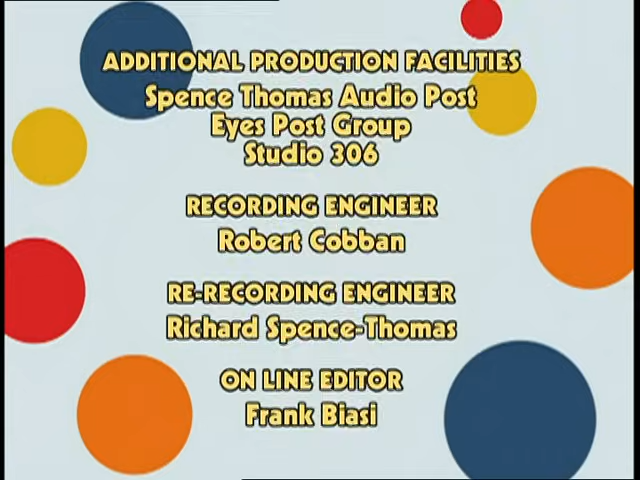 ADDITIONAL PRODUCTION FACILITIES
Spence Thomas Audio Post
Eyes Post Group
Studio 306
RECORDING ENGINEER
Robert Cobban
RE-RECORDING ENGINEER
Richard Spence-Thomas
ON LINE EDITOR
Frank Biasi